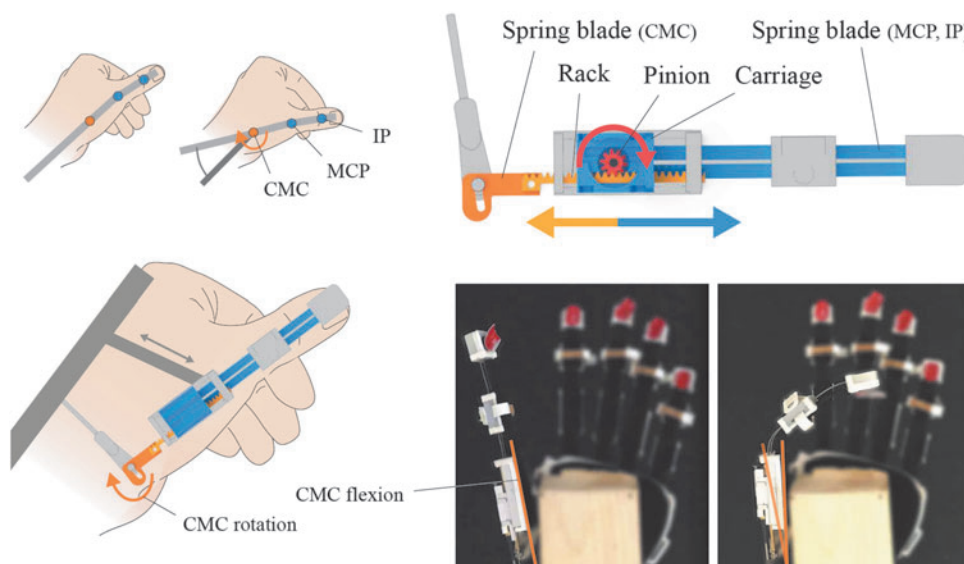 Spring blade (CMC)
Spring blade (MCP, IP)
Rack
Pinion
Carriage
IP
MCP
CMC
CMC flexion
CMC rotation